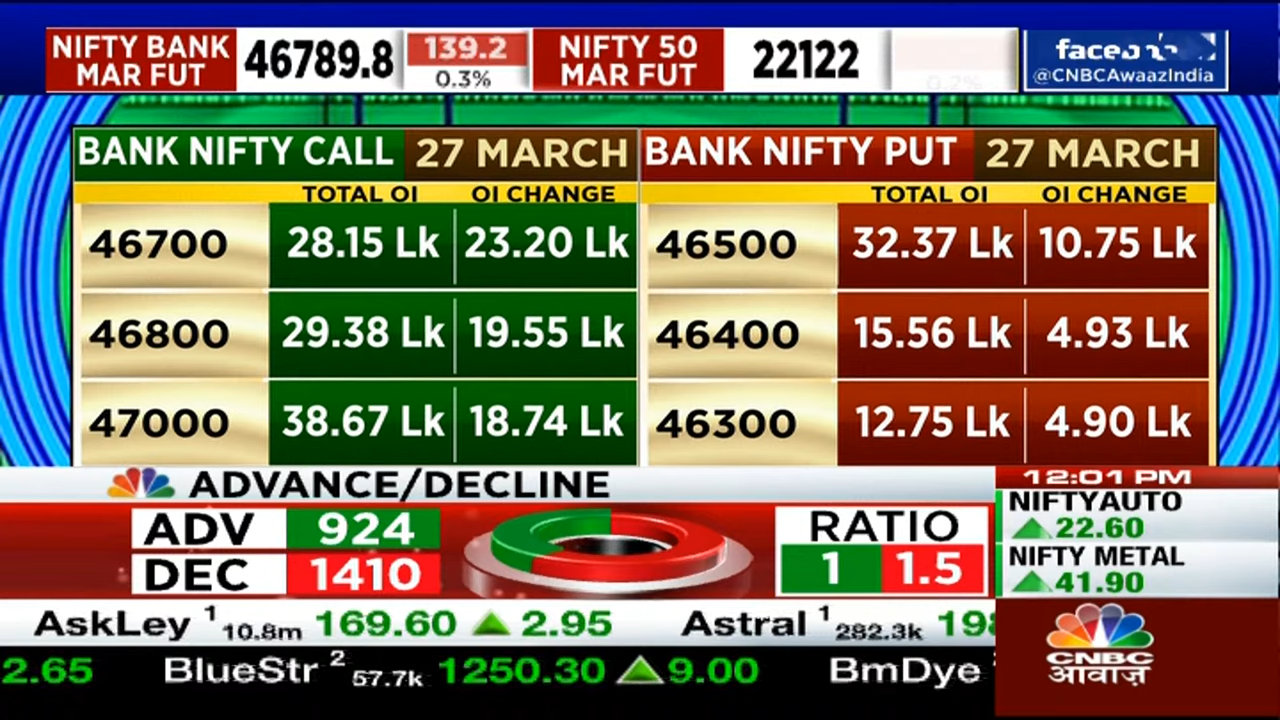 NIFTY BANK MAR FUT 46789.8 139.2 0.3%
NIFTY 50 MAR FUT 22122 0.2%
@CNBCAwaazIndia
BANK NIFTY CALL 27 MARCH BANK NIFTY PUT 27 MARCH
TOTAL OI OI CHANGE TOTAL OI OI CHANGE
46700 28.15 Lk 23.20 Lk 46500 32.37 Lk 10.75 Lk
46800 29.38 Lk 19.55 Lk 46400 15.56 Lk 4.93 Lk
47000 38.67 Lk 18.74 Lk 46300 12.75 Lk 4.90 Lk
ADVANCE/DECLINE
ADV 924
DEC 1410
RATIO
1 1.5
12:01 PM
NIFTYAUTO
22.60
NIFTY METAL
41.90
AskLey 1 10.8m 169.60 2.95 Astral 1 282.3k
2.65 BlueStr 2 57.7k 1250.30 9.00 BmDye
CNBC
आवाज़